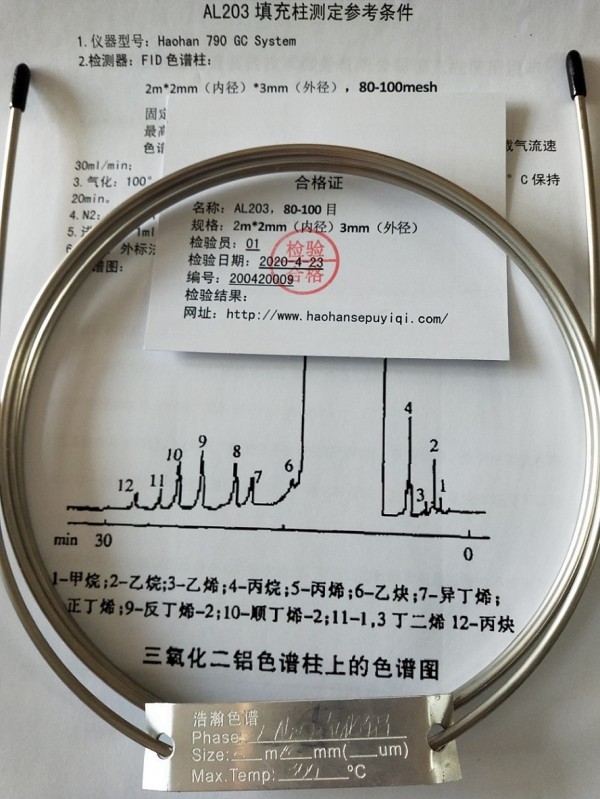 AL203 填充柱测定参考条件
1.仪器型号: Haohan 790 GC System
2.检测器: FID 色谱柱:
2m*2mm（内径）*3mm（外径）, 80-100mesh
固定
最高
色谱
载气流速
30ml/min;
3. 气化: 100°
° C 保持
20min。
4. N2:
1ml
外标法
谱图:
合格证
名称: AL203, 80-100 目
规格: 2m*2mm（内径）3mm（外径）
检验员: 01
检验日期: 2020-4-23
编号: 200420009
检验结果:
网址: http://www.haohansepuyiqi.com/
检验
合格
12 11 10 9 8 7 6 4 3 2 1
min 30 0
1-甲烷;2-乙烷;3-乙烯;4-丙烷;5-丙烯;6-乙炔;7-异丁烯;
正丁烯;9-反丁烯-2;10-顺丁烯-2;11-1,3 丁二烯 12-丙炔
三氧化二铝色谱柱上的色谱图
浩瀚色谱
Phase:
Size: m mm( um)
Max.Temp: ℃